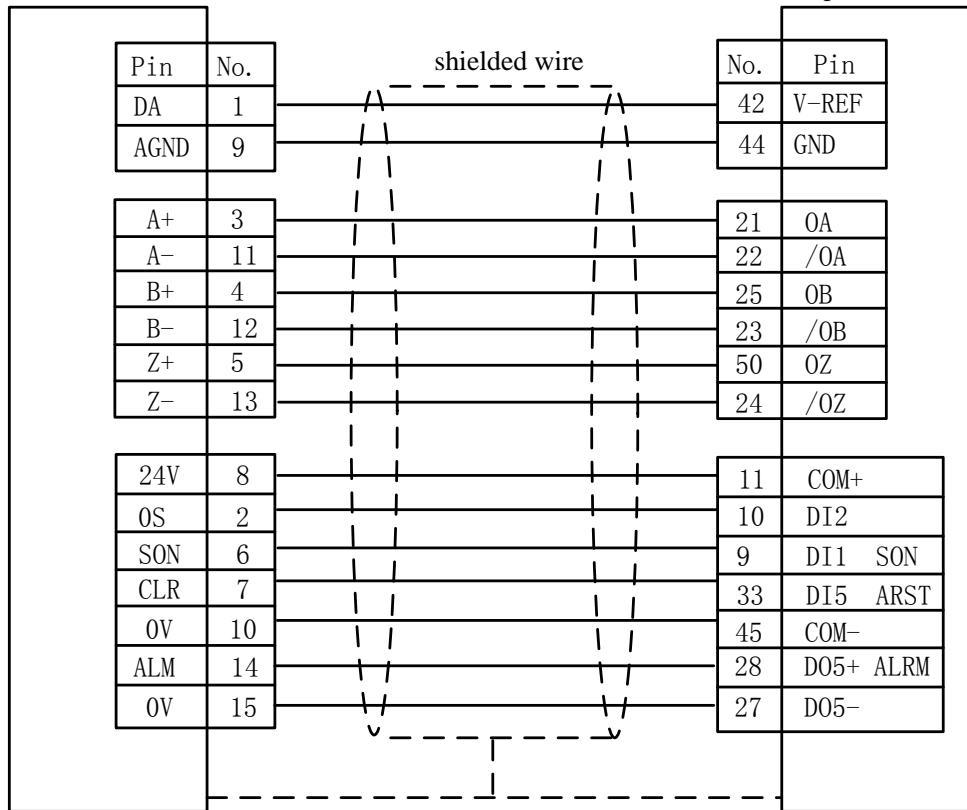 shielded wire
Pin No.
DA 1
AGND 9
A+ 3
A- 11
B+ 4
B- 12
Z+ 5
Z- 13
24V 8
OS 2
SON 6
CLR 7
0V 10
ALM 14
0V 15
No. Pin
42 V-REF
44 GND
21 OA
22 /OA
25 OB
23 /OB
50 OZ
24 /OZ
11 COM+
10 DI2
9 DI1 SON
33 DI5 ARST
45 COM-
28 DO5+ ALRM
27 DO5-